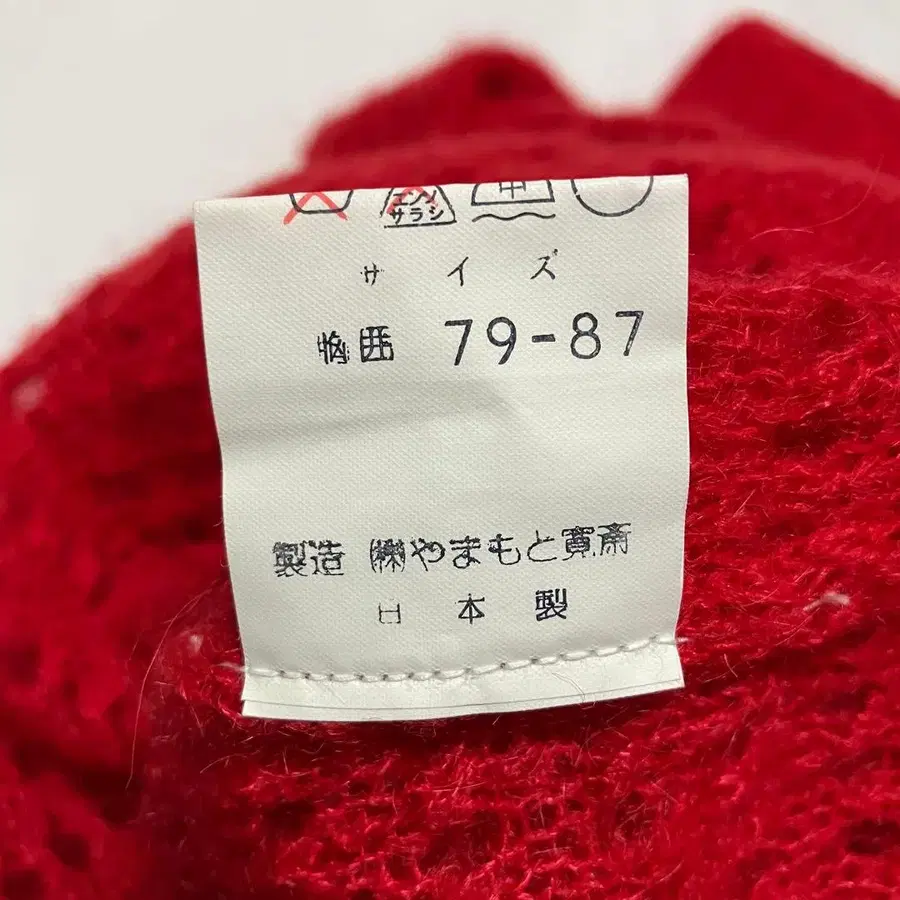 エンソ
サラシ
中
サイズ
胸囲 79-87
製造 ㈱やまもと寛斎
日本製